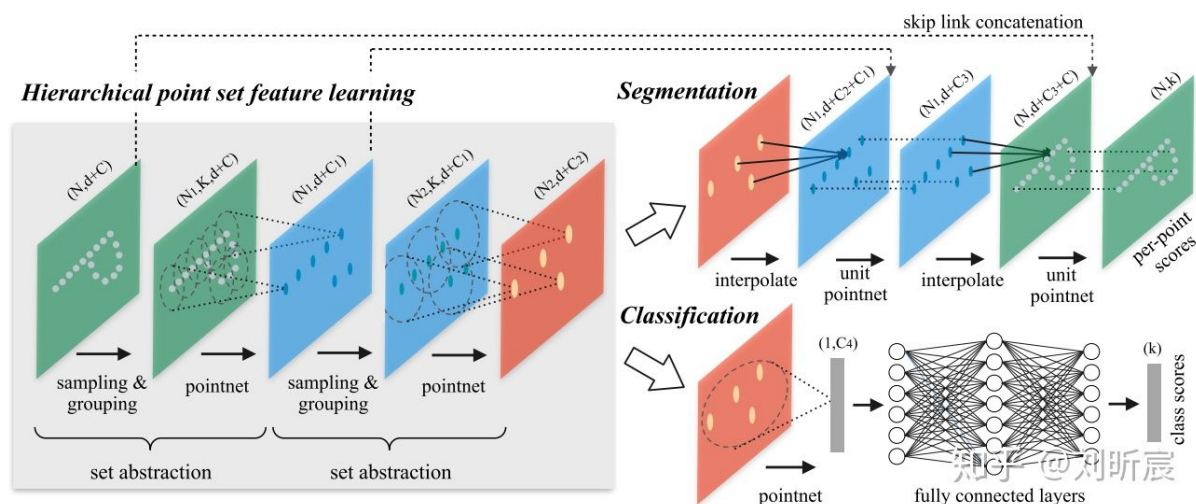 skip link concatenation
Hierarchical point set feature learning
(N,d+C)
(N1,K,d+C)
(N1,d+C1)
(N2,K,d+C1)
(N2,d+C2)
sampling &
grouping
pointnet
sampling &
grouping
pointnet
set abstraction
set abstraction
Segmentation
(N1,d+C2+C1)
(N1,d+C3)
(N,d+C3+C)
(N,k)
interpolate
unit
pointnet
interpolate
unit
pointnet
per-point
scores
Classification
(1,C4)
(k)
class scores
pointnet
fully connected layers
知乎 @刘昕宸